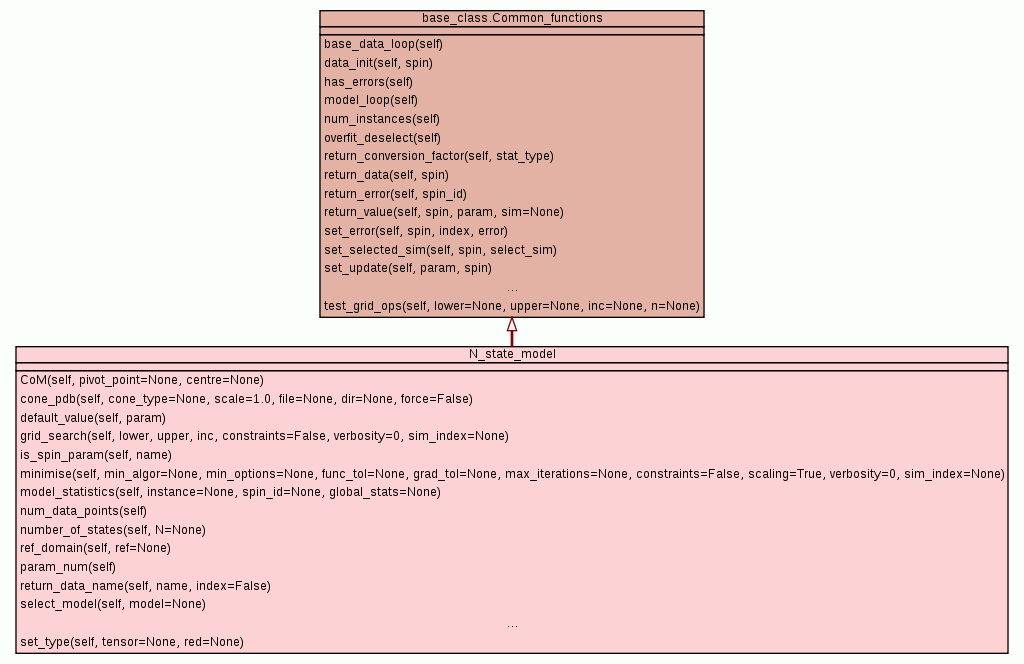 base_class.Common_functions
base_data_loop(self)
data_init(self, spin)
has_errors(self)
model_loop(self)
num_instances(self)
overfit_deselect(self)
return_conversion_factor(self, stat_type)
return_data(self, spin)
return_error(self, spin_id)
return_value(self, spin, param, sim=None)
set_error(self, spin, index, error)
set_selected_sim(self, spin, select_sim)
set_update(self, param, spin)
...
test_grid_ops(self, lower=None, upper=None, inc=None, n=None)
N_state_model
CoM(self, pivot_point=None, centre=None)
cone_pdb(self, cone_type=None, scale=1.0, file=None, dir=None, force=False)
default_value(self, param)
grid_search(self, lower, upper, inc, constraints=False, verbosity=0, sim_index=None)
is_spin_param(self, name)
minimise(self, min_algor=None, min_options=None, func_tol=None, grad_tol=None, max_iterations=None, constraints=False, scaling=True, verbosity=0, sim_index=None)
model_statistics(self, instance=None, spin_id=None, global_stats=None)
num_data_points(self)
number_of_states(self, N=None)
ref_domain(self, ref=None)
param_num(self)
return_data_name(self, name, index=False)
select_model(self, model=None)
...
set_type(self, tensor=None, red=None)